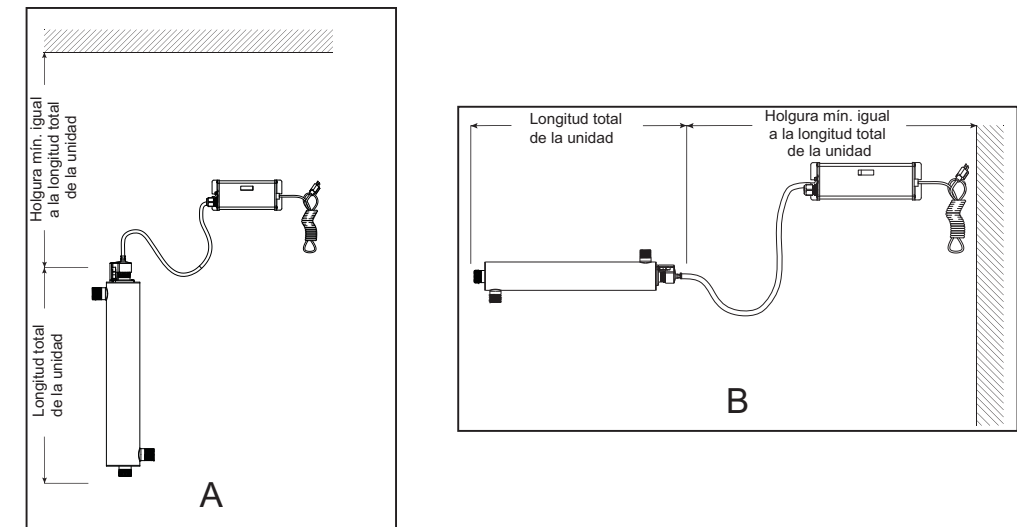 Holgura mín. igual
a la longitud total
de la unidad
Longitud total
de la unidad
A
Longitud total
de la unidad
Holgura mín. igual
a la longitud total
de la unidad
B